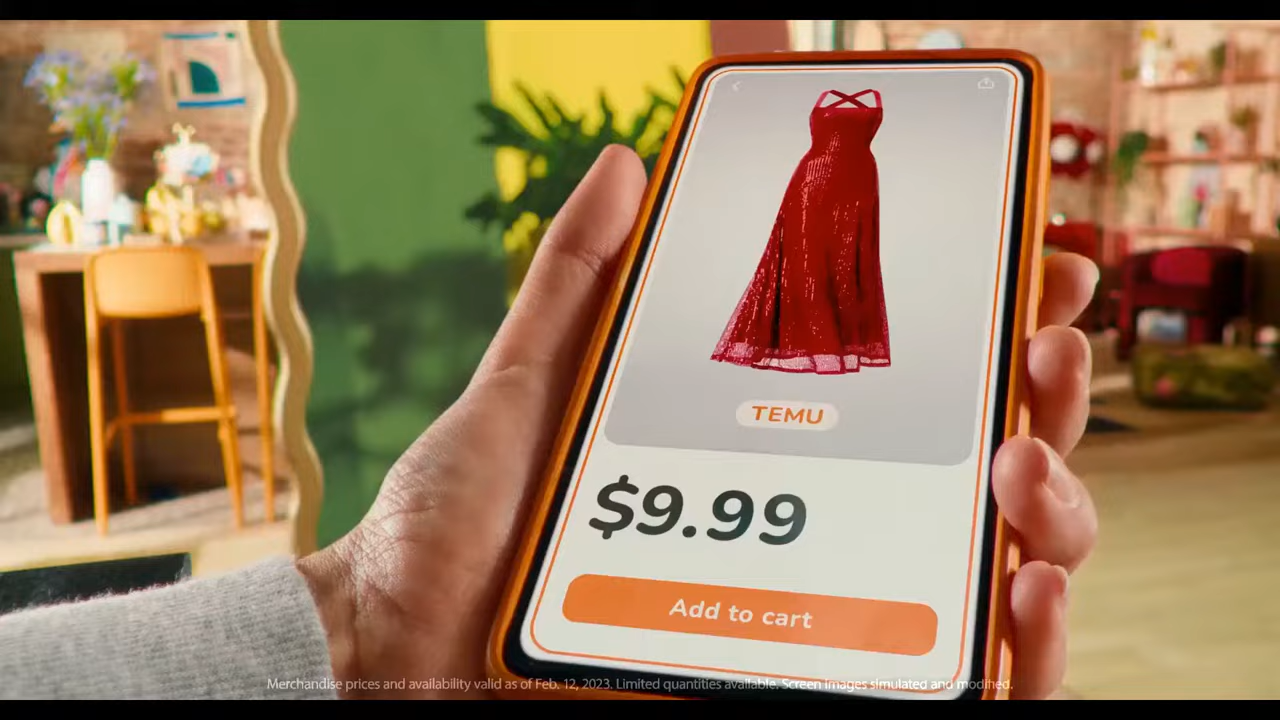 TEMU
$9.99
Add to cart
Merchandise prices and availability valid as of Feb. 12, 2023. Limited quantities available. Screen images simulated and modified.